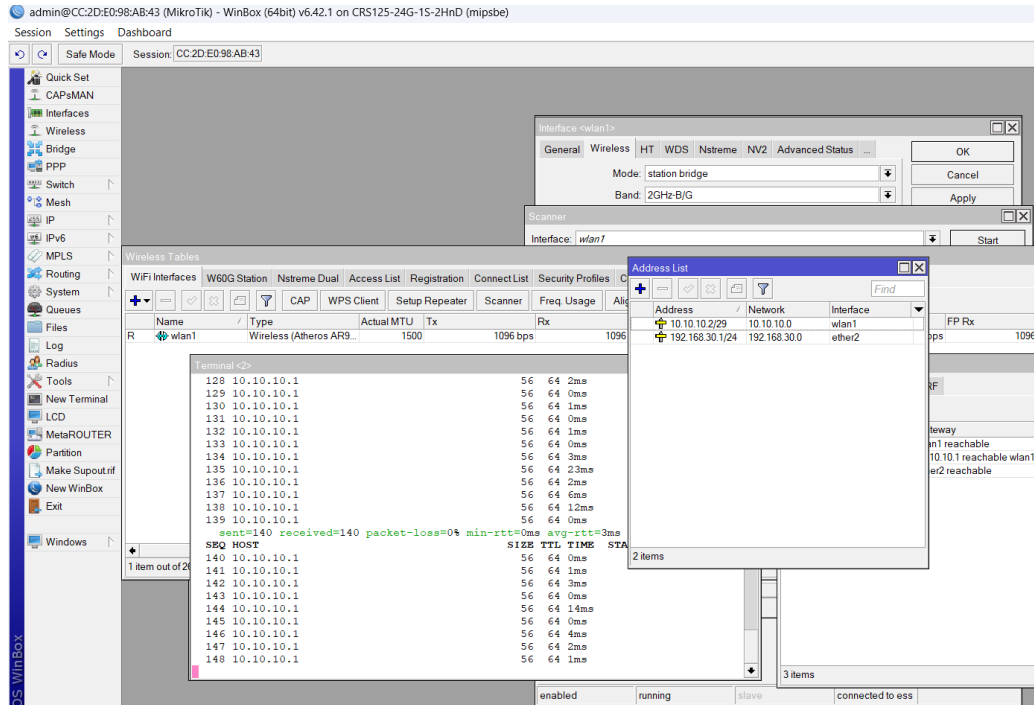 admin@CC:2D:E0:98:AB:43 (MikroTik) - WinBox (64bit) v6.42.1 on CRS125-24G-1S-2HnD (mipsbe)
Session Settings Dashboard
Safe Mode Session: CC:2D:E0:98:AB:43
Quick Set
CAPsMAN
Interfaces
Wireless
Bridge
PPP
Switch
Mesh
IP
IPv6
MPLS
Routing
System
Queues
Files
Log
Radius
Tools
New Terminal
LCD
MetaROUTER
Partition
Make Supout.rif
New WinBox
Exit
Windows
OS WinBox
Interface <wlan1>
General Wireless HT WDS Nstreme NV2 Advanced Status ...
Mode: station bridge
Band: 2GHz-B/G
OK
Cancel
Apply
Scanner
Interface: wlan1
Start
Wireless Tables
WiFi Interfaces W60G Station Nstreme Dual Access List Registration Connect List Security Profiles C
CAP WPS Client Setup Repeater Scanner Freq. Usage Alig
Name / Type Actual MTU Tx Rx
R wlan1 Wireless (Atheros AR9... 1500 1096 bps 1096
FP Rx
bps 1096
1 item out of 26
Address List
Find
Address / Network Interface
10.10.10.2/29 10.10.10.0 wlan1
192.168.30.1/24 192.168.30.0 ether2
2 items
RF
teway
an1 reachable
.10.10.1 reachable wlan1
er2 reachable
3 items
Terminal <2>
128 10.10.10.1 56 64 2ms
129 10.10.10.1 56 64 0ms
130 10.10.10.1 56 64 1ms
131 10.10.10.1 56 64 0ms
132 10.10.10.1 56 64 1ms
133 10.10.10.1 56 64 0ms
134 10.10.10.1 56 64 3ms
135 10.10.10.1 56 64 23ms
136 10.10.10.1 56 64 2ms
137 10.10.10.1 56 64 6ms
138 10.10.10.1 56 64 12ms
139 10.10.10.1 56 64 0ms
sent=140 received=140 packet-loss=0% min-rtt=0ms avg-rtt=3ms
SEQ HOST SIZE TTL TIME STA
140 10.10.10.1 56 64 0ms
141 10.10.10.1 56 64 1ms
142 10.10.10.1 56 64 3ms
143 10.10.10.1 56 64 0ms
144 10.10.10.1 56 64 14ms
145 10.10.10.1 56 64 0ms
146 10.10.10.1 56 64 4ms
147 10.10.10.1 56 64 2ms
148 10.10.10.1 56 64 1ms
enabled running slave connected to ess